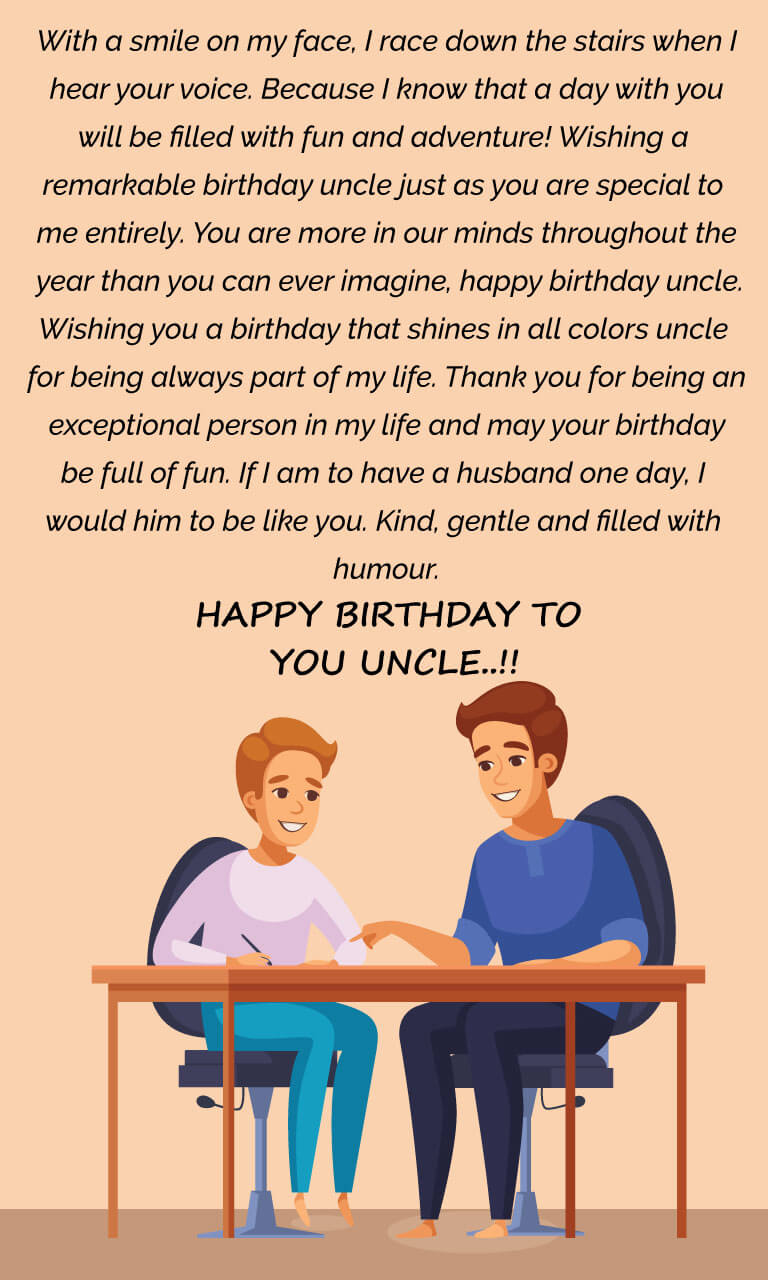 With a smile on my face, I race down the stairs when I
hear your voice. Because I know that a day with you
will be filled with fun and adventure! Wishing a
remarkable birthday uncle just as you are special to
me entirely. You are more in our minds throughout the
year than you can ever imagine, happy birthday uncle.
Wishing you a birthday that shines in all colors uncle
for being always part of my life. Thank you for being an
exceptional person in my life and may your birthday
be full of fun. If I am to have a husband one day, I
would him to be like you. Kind, gentle and filled with
humour.
HAPPY BIRTHDAY TO
YOU UNCLE..!!